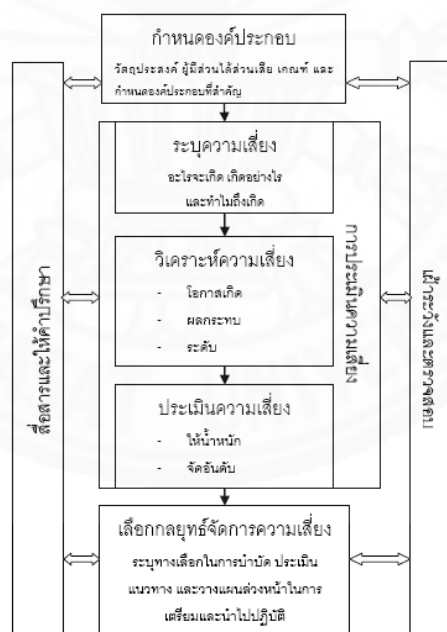 กำหนดองค์ประกอบ
วัตถุประสงค์ ผู้มีส่วนได้ส่วนเสีย เกณฑ์ และ
กำหนดองค์ประกอบที่สำคัญ
ระบุความเสี่ยง
อะไรจะเกิด เกิดอย่างไร
และทำไมถึงเกิด
วิเคราะห์ความเสี่ยง
- โอกาสเกิด
- ผลกระทบ
- ระดับ
ประเมินความเสี่ยง
- ให้น้ำหนัก
- จัดอันดับ
เลือกกลยุทธ์จัดการความเสี่ยง
ระบุทางเลือกในการบำบัด ประเมิน
แนวทาง และวางแผนล่วงหน้าในการ
เตรียมและนำไปปฏิบัติ
สื่อสารและให้คำปรึกษา
การประเมินความเสี่ยง
เฝ้าระวังและตรวจสอบ